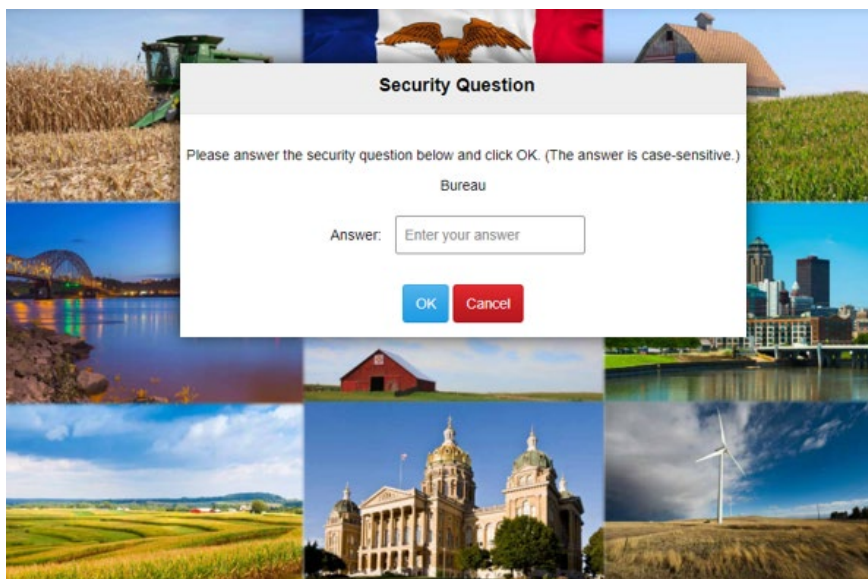 Security Question
Please answer the security question below and click OK. (The answer is case-sensitive.)
Bureau
Answer: Enter your answer
OK Cancel